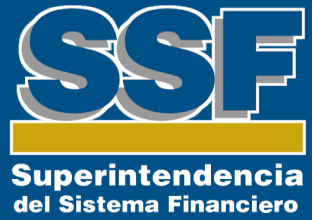 SSF
Superintendencia
del Sistema Financiero